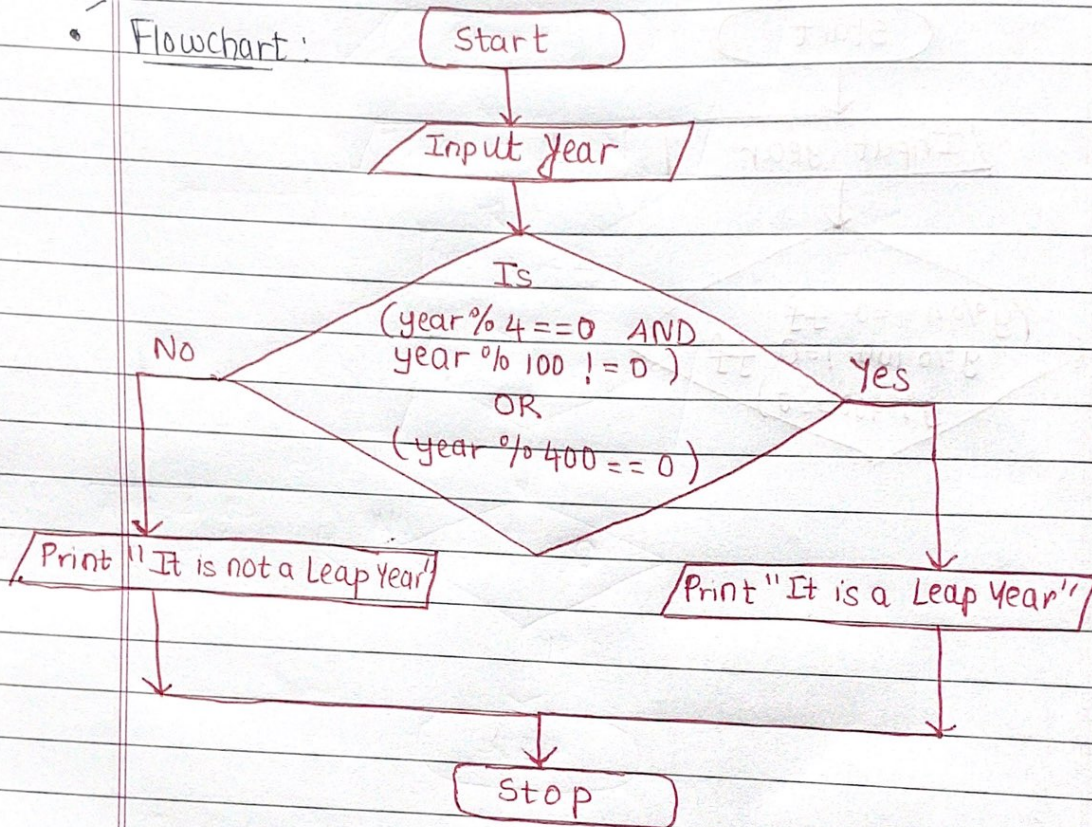 • Flowchart:
Start
Input year
Is
(year % 4 == 0 AND
year % 100 != 0)
OR
(year % 400 == 0)
No
Yes
Print "It is not a Leap Year"
Print "It is a Leap Year"
Stop